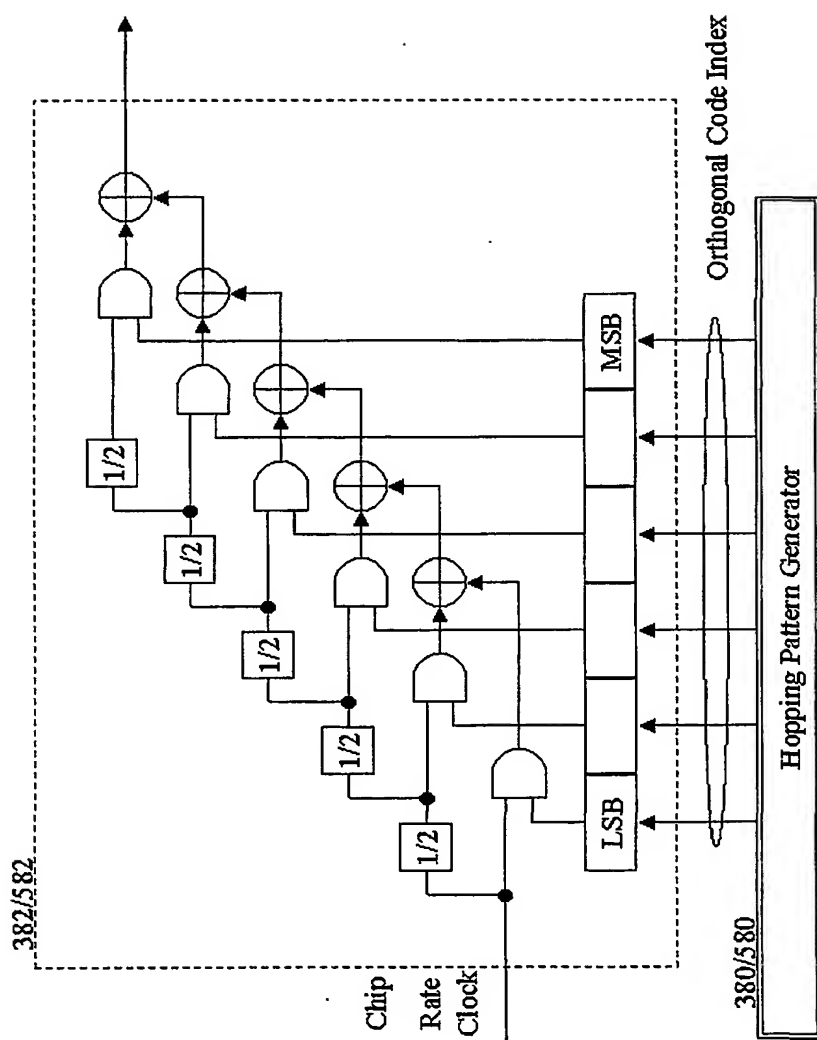 382/582
1/2
1/2
1/2
1/2
1/2
Chip
Rate
Clock
LSB
MSB
Orthogonal Code Index
380/580
Hopping Pattern Generator